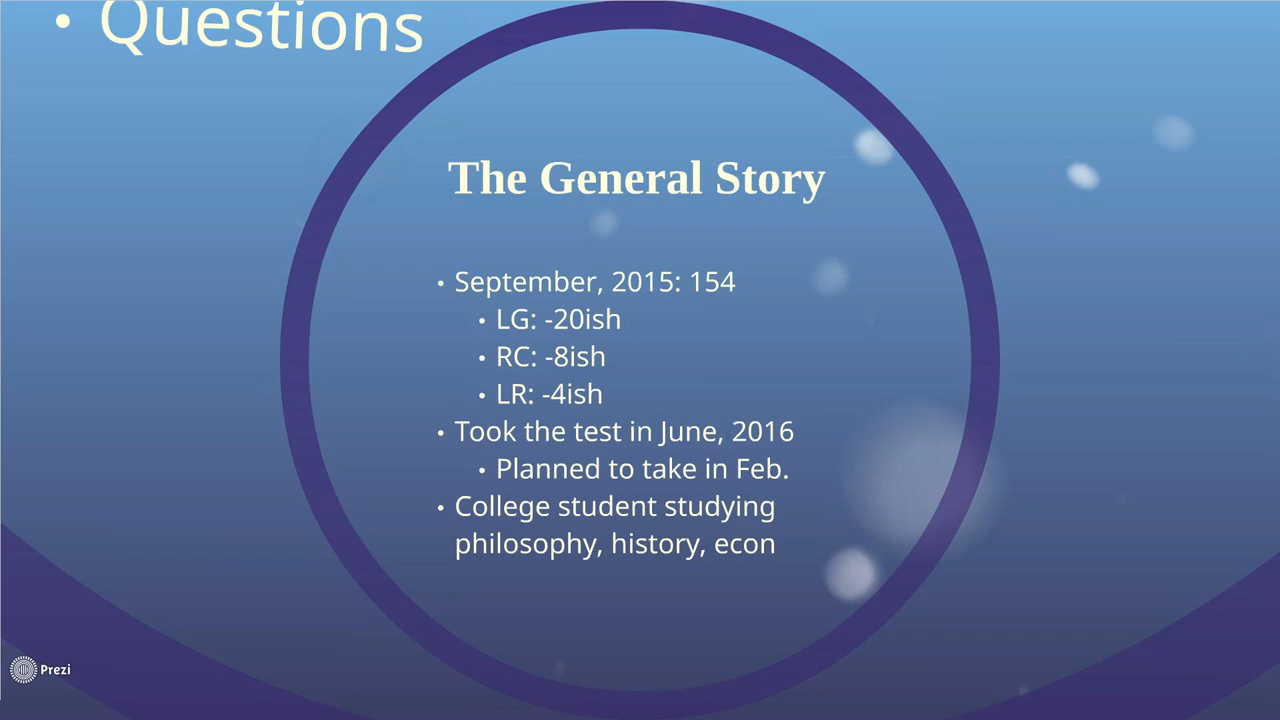 • Questions
The General Story
• September, 2015: 154
• LG: -20ish
• RC: -8ish
• LR: -4ish
• Took the test in June, 2016
• Planned to take in Feb.
• College student studying
philosophy, history, econ
Prezi